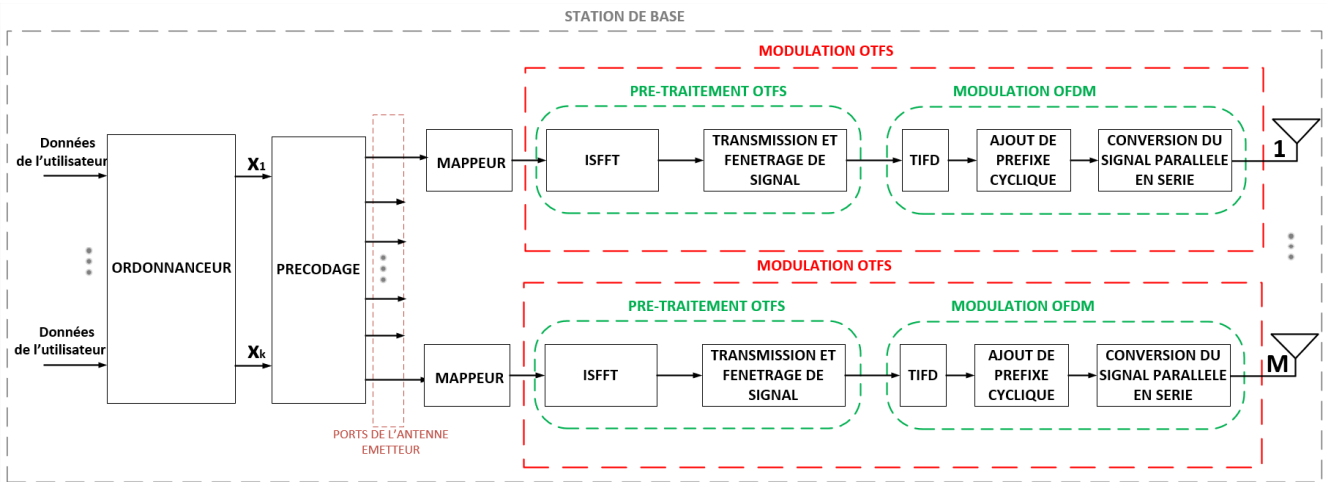 STATION DE BASE
MODULATION OTFS
PRE-TRAITEMENT OTFS
MODULATION OFDM
Données
de l'utilisateur
ORDONNANCEUR
X1
PRECODAGE
MAPPEUR
ISFFT
TRANSMISSION ET
FENETRAGE DE
SIGNAL
TIFD
AJOUT DE
PREFIXE
CYCLIQUE
CONVERSION DU
SIGNAL PARALLELE
EN SERIE
1
MODULATION OTFS
PRE-TRAITEMENT OTFS
MODULATION OFDM
Données
de l'utilisateur
Xk
MAPPEUR
ISFFT
TRANSMISSION ET
FENETRAGE DE
SIGNAL
TIFD
AJOUT DE
PREFIXE
CYCLIQUE
CONVERSION DU
SIGNAL PARALLELE
EN SERIE
M
PORTS DE L'ANTENNE
EMETTEUR